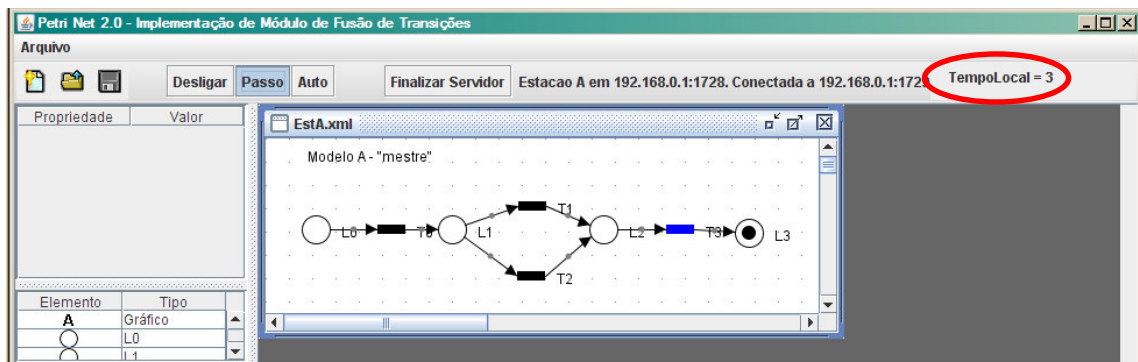 Petri Net 2.0 - Implementação de Módulo de Fusão de Transições
Arquivo
Desligar Passo Auto Finalizar Servidor Estacao A em 192.168.0.1:1728. Conectada a 192.168.0.1:1729 TempoLocal = 3
Propriedade Valor
EstA.xml
Modelo A - "mestre"
T1
L0 T0 L1 L2 T3 L3
T2
Elemento Tipo
A Gráfico
L0
L1